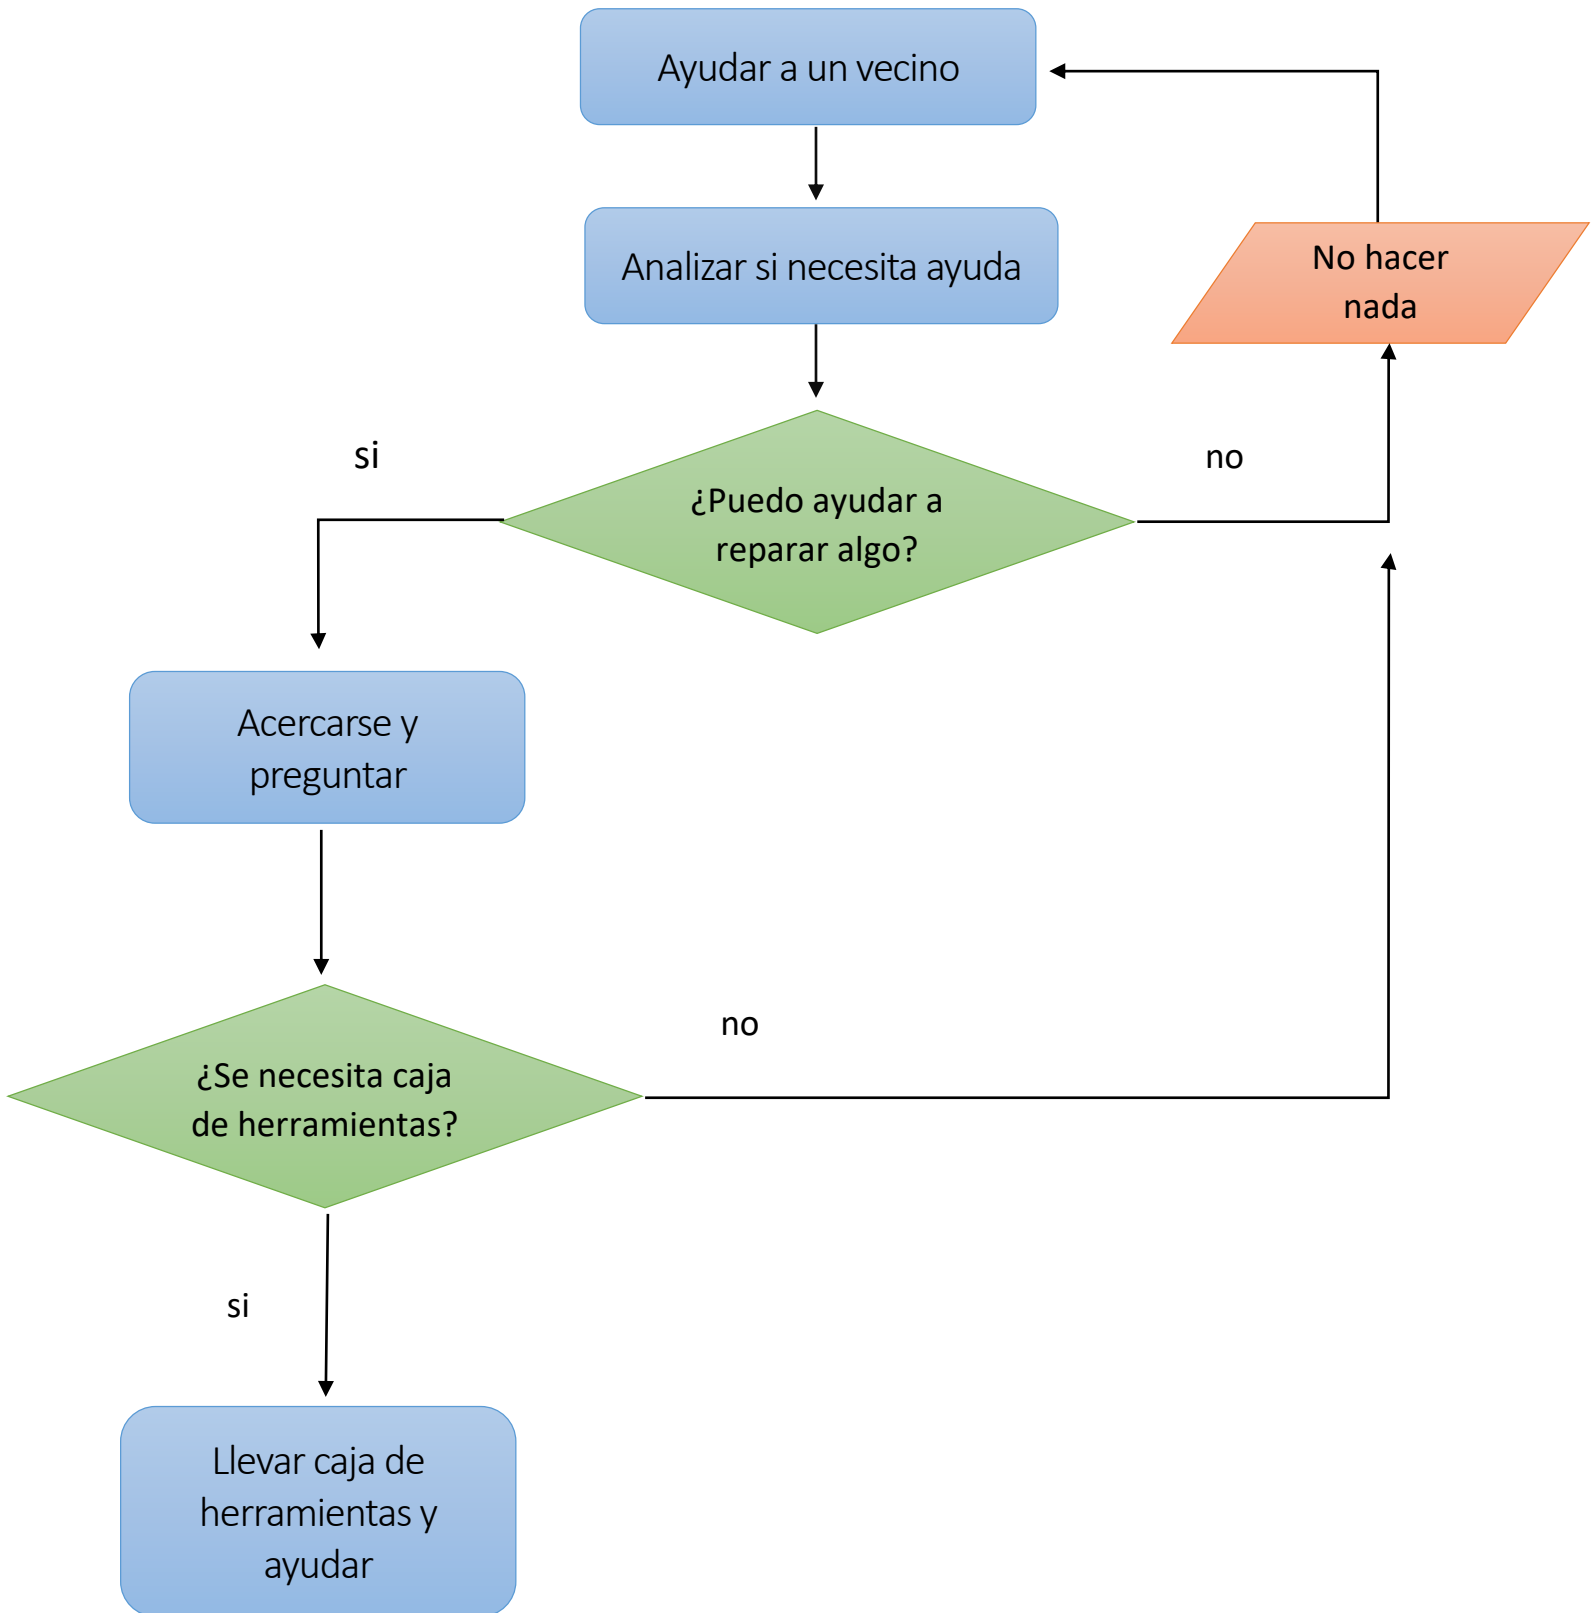 Ayudar a un vecino
Analizar si necesita ayuda
No hacer
nada
si
no
¿Puedo ayudar a
reparar algo?
Acercarse y
preguntar
no
¿Se necesita caja
de herramientas?
si
Llevar caja de
herramientas y
ayudar